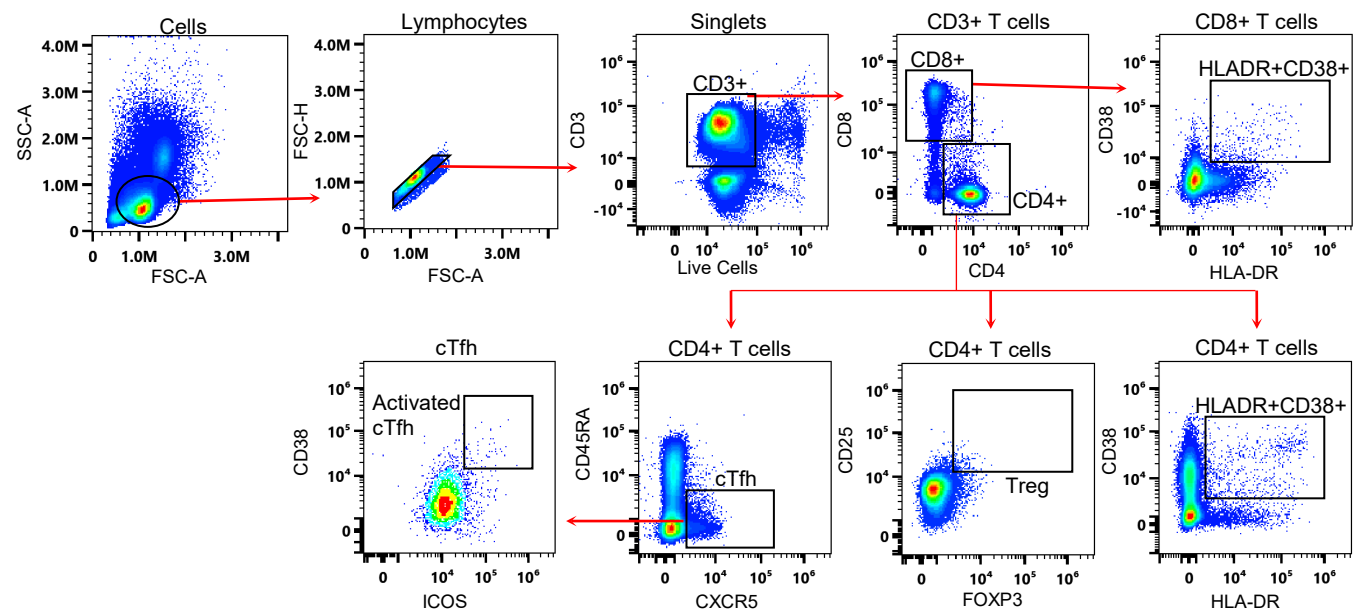 Cells
SSC-A
4.0M
3.0M
2.0M
1.0M
0
0 1.0M 3.0M
FSC-A
Lymphocytes
FSC-H
4.0M
3.0M
2.0M
1.0M
0
0 1.0M 3.0M
FSC-A
Singlets
CD3
10⁶
10⁵
10⁴
0
-10⁴
CD3+
10⁴ 10⁵ 10⁶
Live Cells
CD3+ T cells
CD8
10⁶
10⁵
10⁴
0
CD8+
CD4+
0 10⁴ 10⁵ 10⁶
CD4
CD8+ T cells
CD38
10⁶
10⁵
10⁴
0
-10⁴
HLADR+CD38+
0 10⁴ 10⁵ 10⁶
HLA-DR
cTfh
CD38
10⁶
10⁵
10⁴
0
Activated
cTfh
0 10⁴ 10⁵ 10⁶
ICOS
CD4+ T cells
CD45RA
10⁶
10⁵
10⁴
0
cTfh
0 10⁴ 10⁵ 10⁶
CXCR5
CD4+ T cells
CD25
10⁶
10⁵
10⁴
0
Treg
0 10⁴ 10⁵ 10⁶
FOXP3
CD4+ T cells
CD38
10⁶
10⁵
10⁴
0
HLADR+CD38+
0 10⁴ 10⁵ 10⁶
HLA-DR